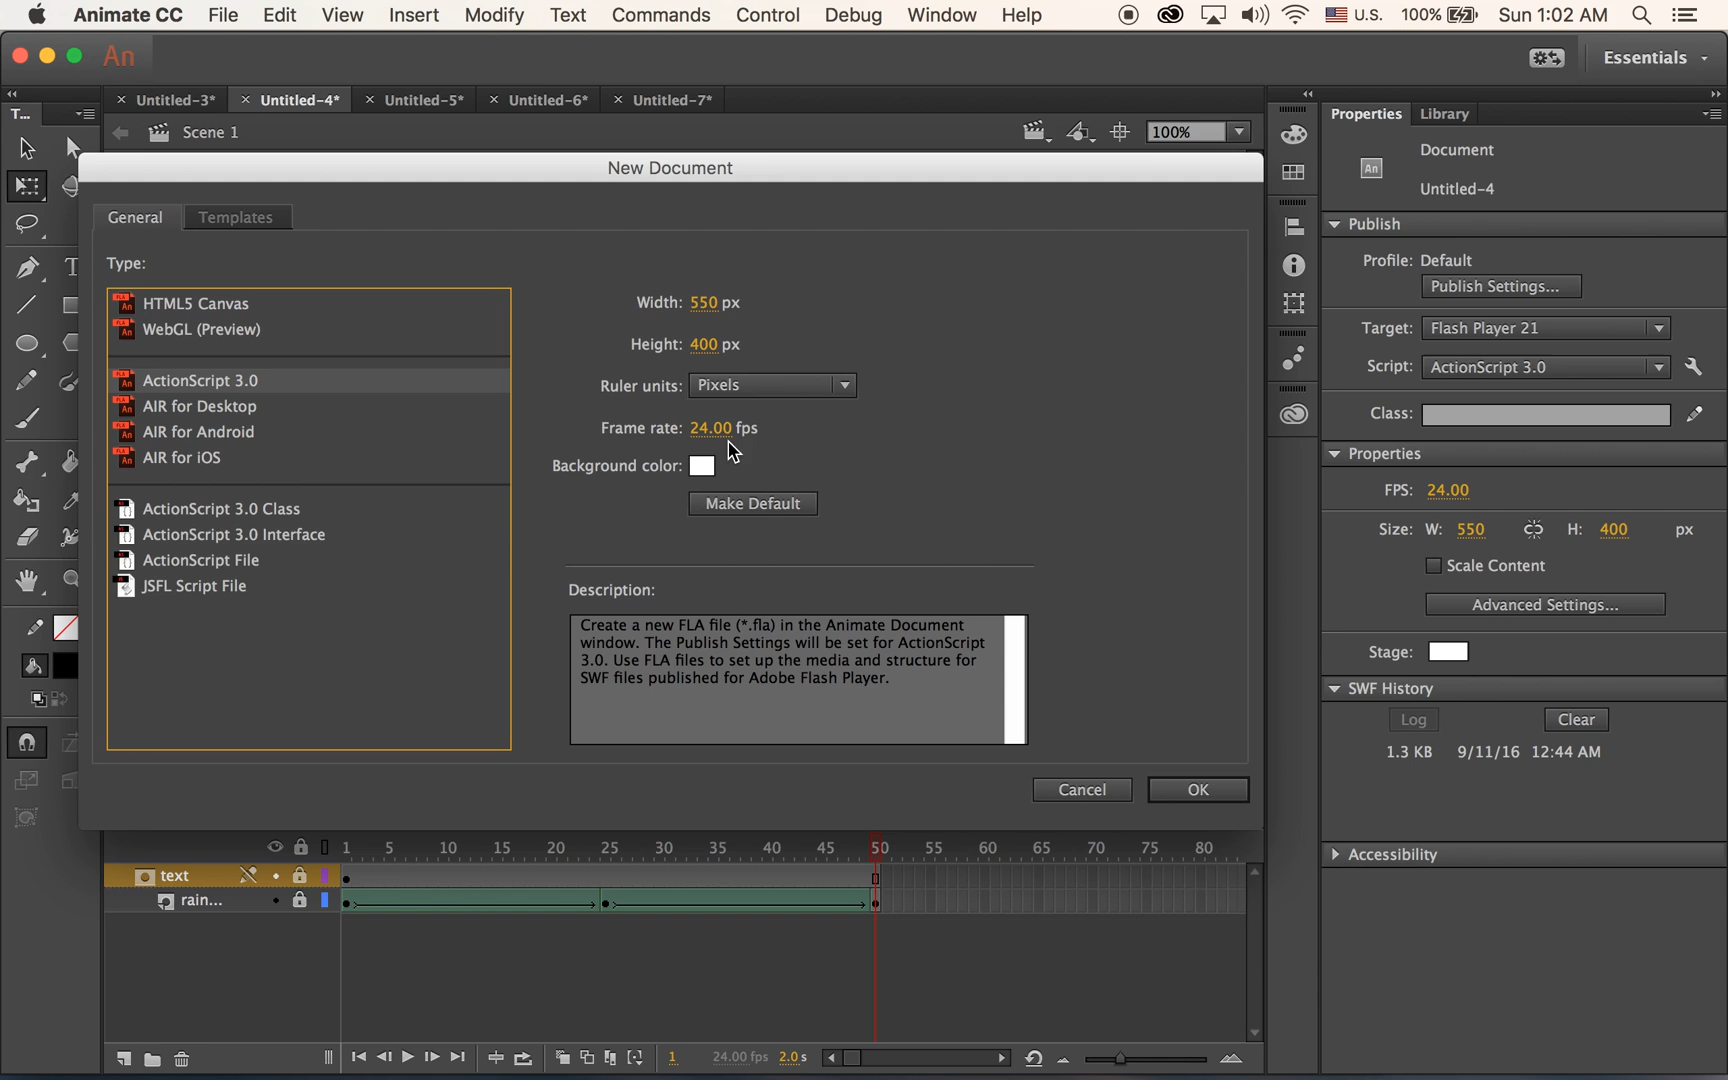 Animate CC File Edit View Insert Modify Text Commands Control Debug Window Help U.S. 100% Sun 1:02 AM
An Essentials
T... × Untitled-3* × Untitled-4* × Untitled-5* × Untitled-6* × Untitled-7*
Scene 1 100%
New Document
General Templates
Type:
HTML5 Canvas
WebGL (Preview)
ActionScript 3.0
AIR for Desktop
AIR for Android
AIR for iOS
ActionScript 3.0 Class
ActionScript 3.0 Interface
ActionScript File
JSFL Script File
Width: 550 px
Height: 400 px
Ruler units: Pixels
Frame rate: 24.00 fps
Background color:
Make Default
Description:
Create a new FLA file (*.fla) in the Animate Document
window. The Publish Settings will be set for ActionScript
3.0. Use FLA files to set up the media and structure for
SWF files published for Adobe Flash Player.
Cancel OK
Properties Library
An Document
Untitled-4
Publish
Profile: Default
Publish Settings...
Target: Flash Player 21
Script: ActionScript 3.0
Class:
Properties
FPS: 24.00
Size: W: 550 H: 400 px
Scale Content
Advanced Settings...
Stage:
SWF History
Log Clear
1.3 KB 9/11/16 12:44 AM
Accessibility
1 5 10 15 20 25 30 35 40 45 50 55 60 65 70 75 80
text
rain...
1 24.00 fps 2.0 s